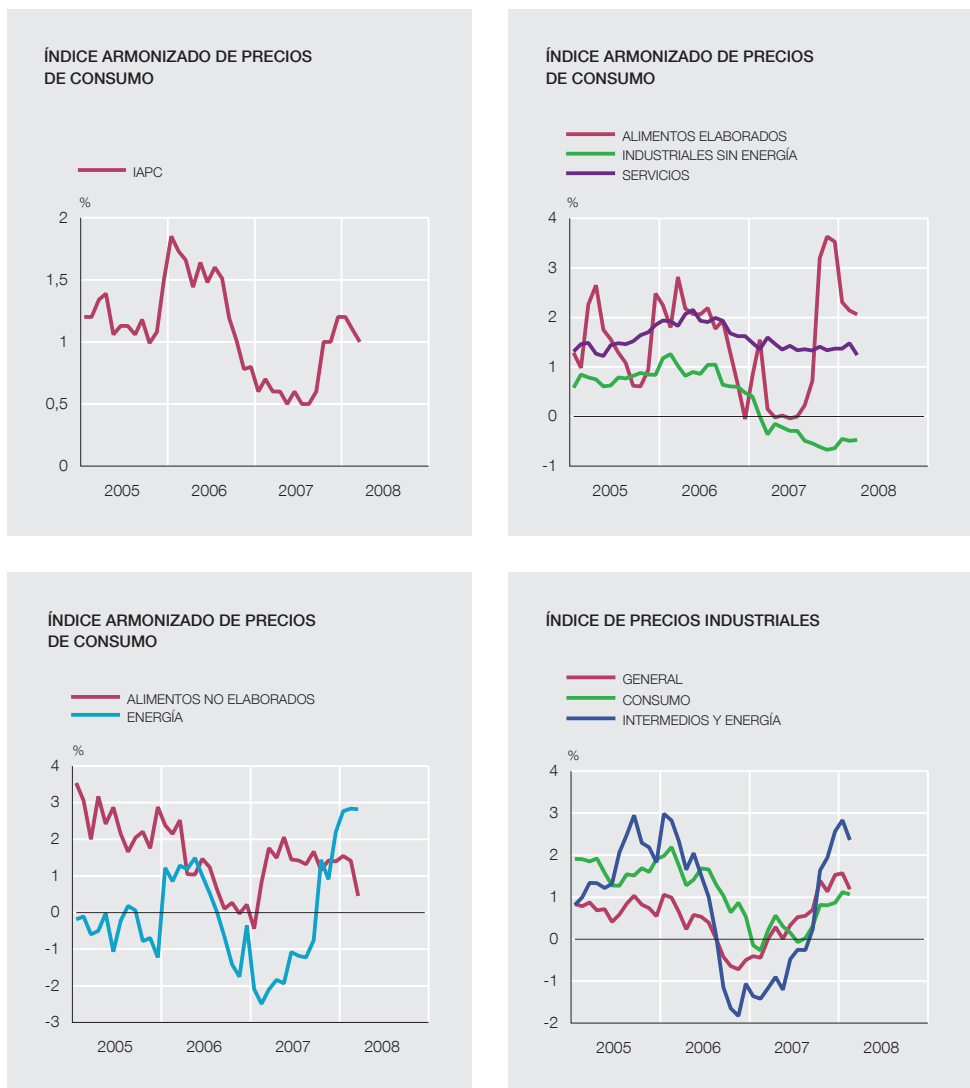 ÍNDICE ARMONIZADO DE PRECIOS
DE CONSUMO
IAPC
%
2
1,5
1
0,5
0
2005 2006 2007 2008
ÍNDICE ARMONIZADO DE PRECIOS
DE CONSUMO
ALIMENTOS ELABORADOS
INDUSTRIALES SIN ENERGÍA
SERVICIOS
%
4
3
2
1
0
-1
2005 2006 2007 2008
ÍNDICE ARMONIZADO DE PRECIOS
DE CONSUMO
ALIMENTOS NO ELABORADOS
ENERGÍA
%
4
3
2
1
0
-1
-2
-3
2005 2006 2007 2008
ÍNDICE DE PRECIOS INDUSTRIALES
GENERAL
CONSUMO
INTERMEDIOS Y ENERGÍA
%
4
3
2
1
0
-1
-2
2005 2006 2007 2008